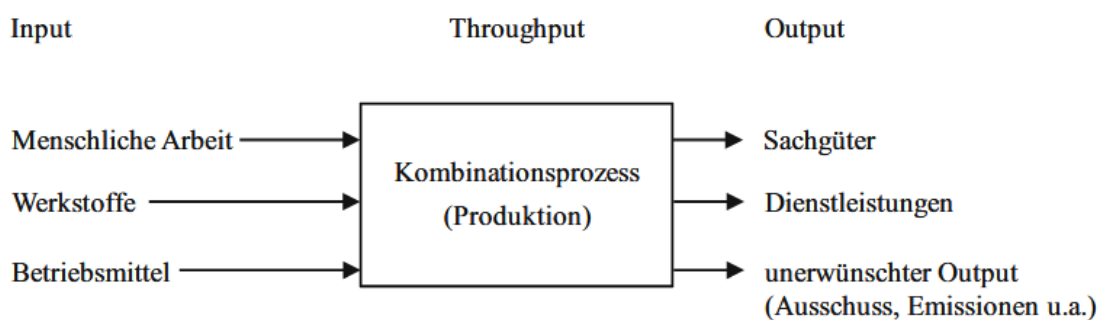 Input Throughput Output
Menschliche Arbeit
Werkstoffe
Betriebsmittel
Kombinationsprozess
(Produktion)
Sachgüter
Dienstleistungen
unerwünschter Output
(Ausschuss, Emissionen u.a.)